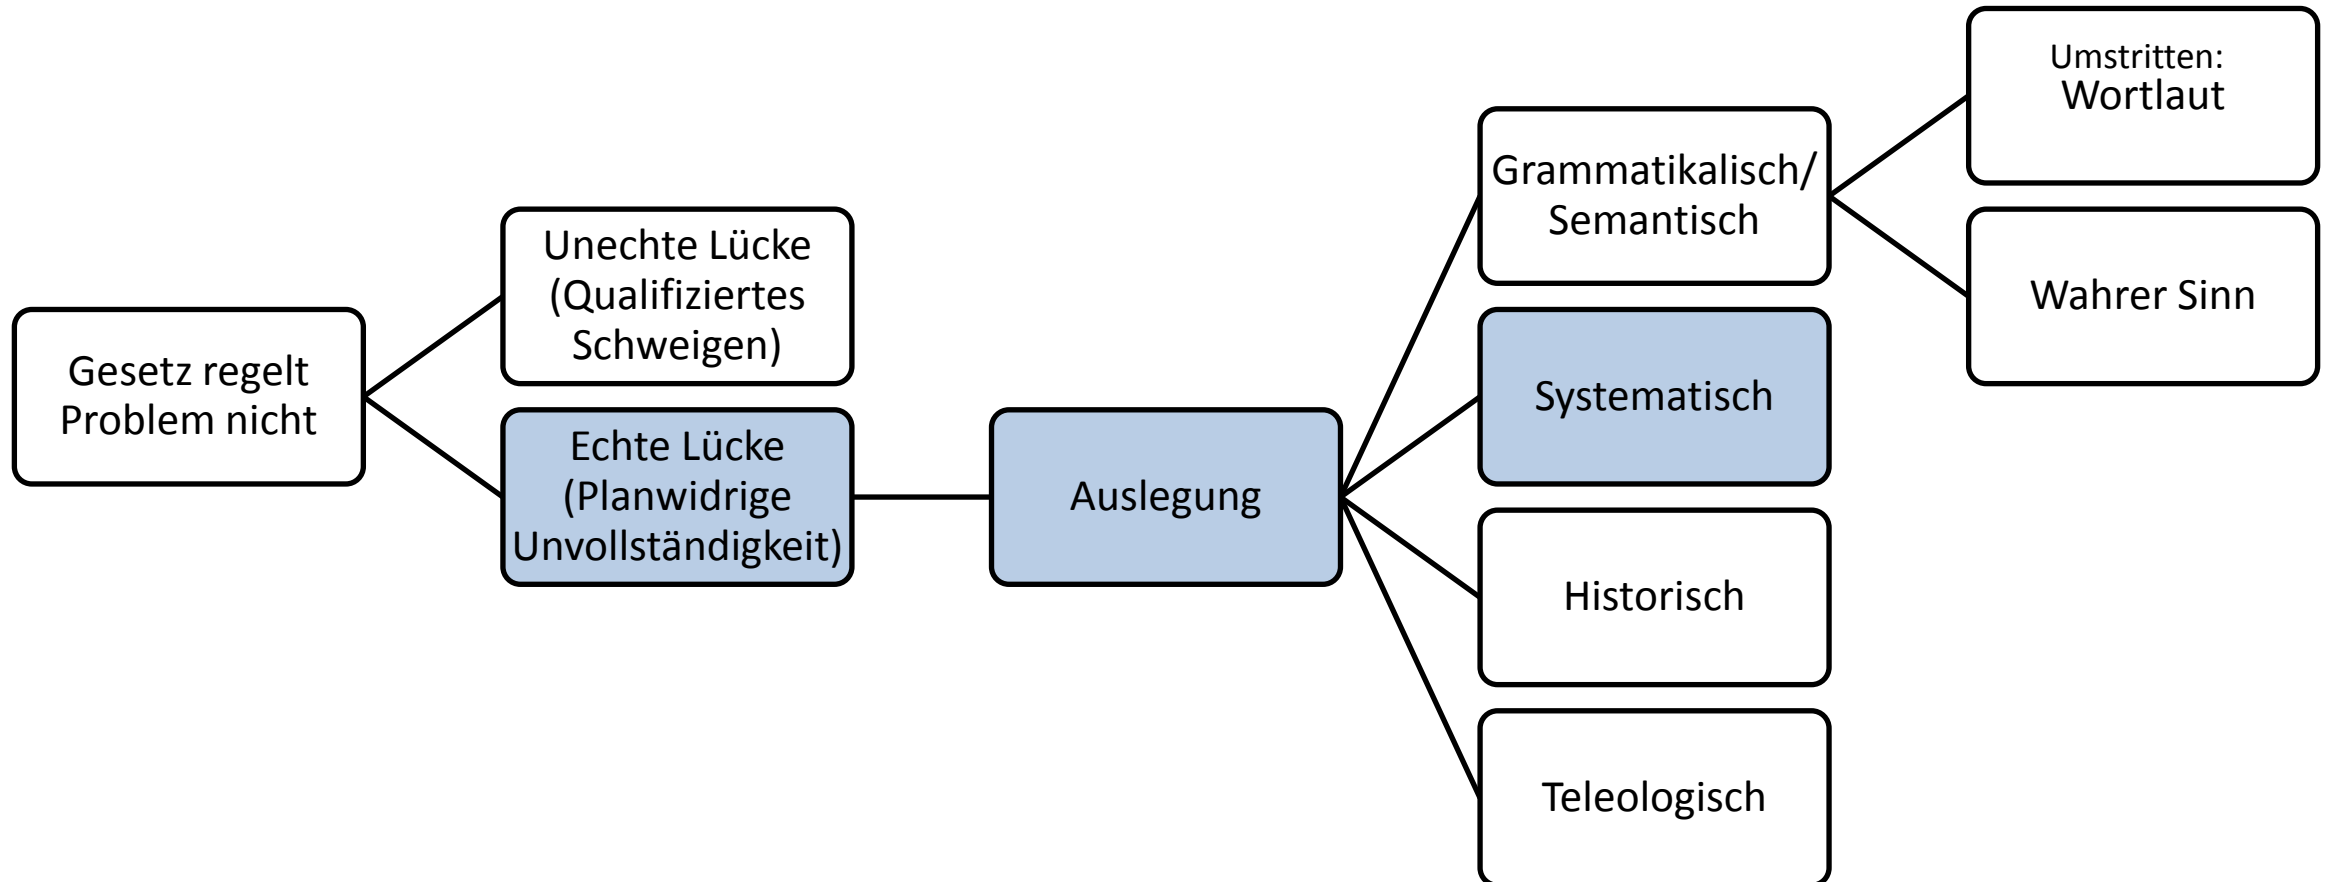 Gesetz regelt
Problem nicht
Unechte Lücke
(Qualifiziertes
Schweigen)
Echte Lücke
(Planwidrige
Unvollständigkeit)
Auslegung
Grammatikalisch/
Semantisch
Systematisch
Historisch
Teleologisch
Umstritten:
Wortlaut
Wahrer Sinn